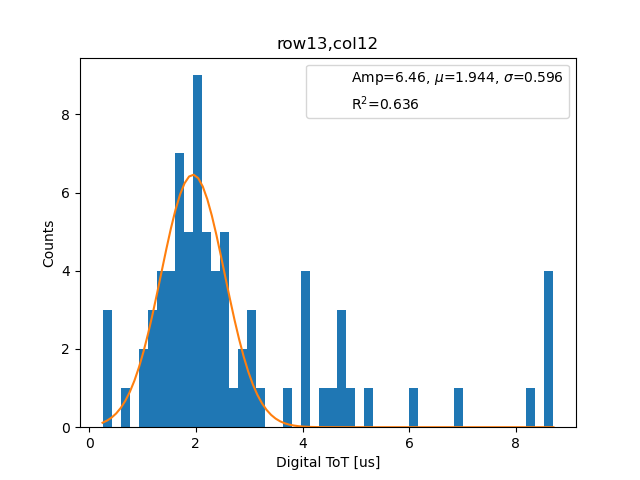 row13,col12
Amp=6.46, μ=1.944, σ=0.596
R²=0.636
Counts
8
6
4
2
0
0 2 4 6 8
Digital ToT [us]